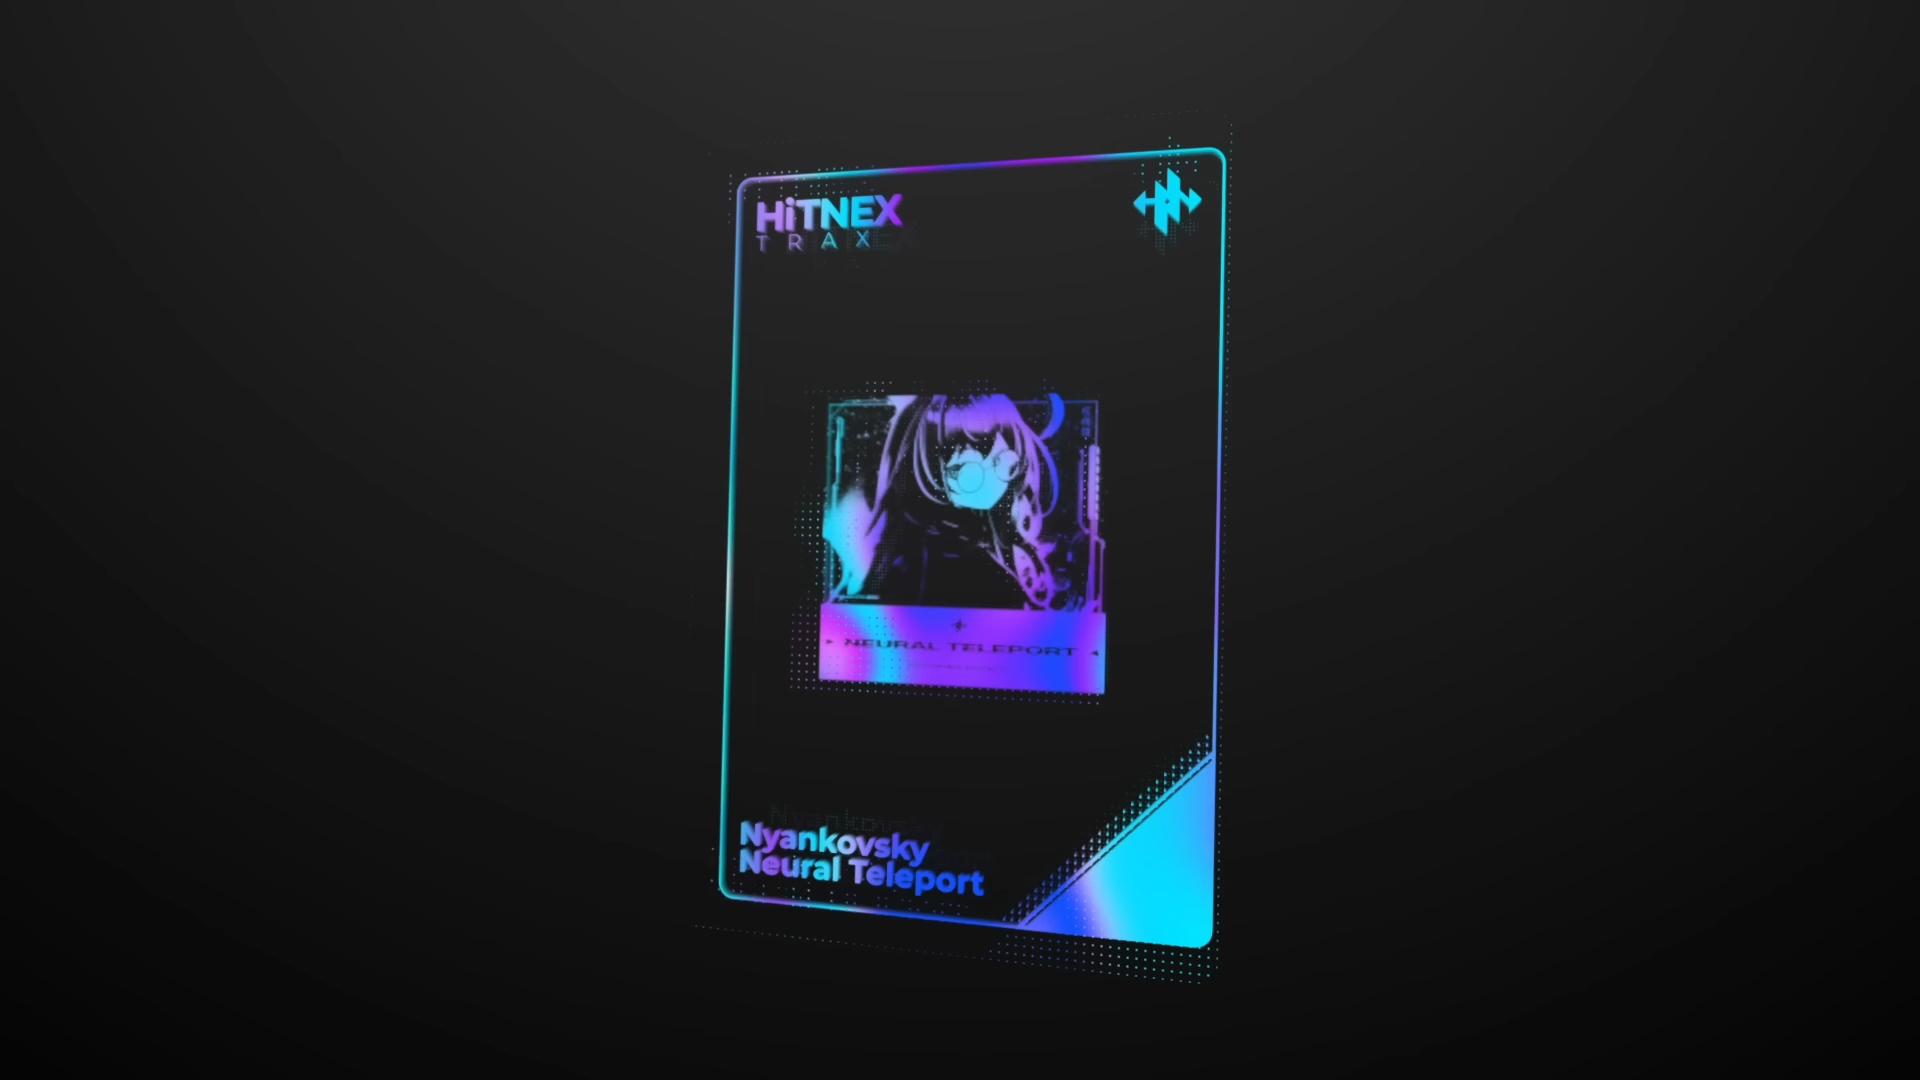 HiTNEX
TRAX
NEURAL TELEPORT
Nyankovsky
Neural Teleport